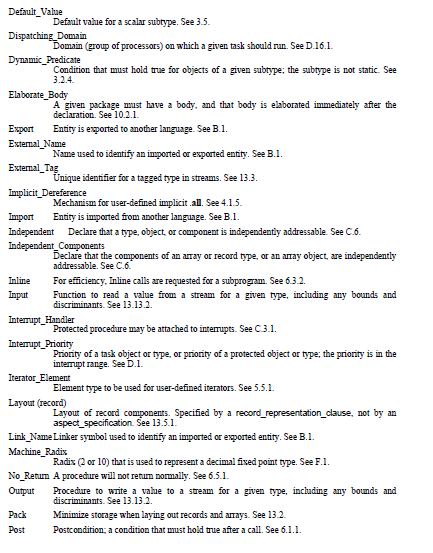 Default_Value
Default value for a scalar subtype. See 3.5.
Dispatching_Domain
Domain (group of processors) on which a given task should run. See D.16.1.
Dynamic_Predicate
Condition that must hold true for objects of a given subtype; the subtype is not static. See
3.2.4.
Elaborate_Body
A given package must have a body, and that body is elaborated immediately after the
declaration. See 10.2.1.
Export Entity is exported to another language. See B.1.
External_Name
Name used to identify an imported or exported entity. See B.1.
External_Tag
Unique identifier for a tagged type in streams. See 13.3.
Implicit_Dereference
Mechanism for user-defined implicit .all. See 4.1.5.
Import Entity is imported from another language. See B.1.
Independent Declare that a type, object, or component is independently addressable. See C.6.
Independent_Components
Declare that the components of an array or record type, or an array object, are independently
addressable. See C.6.
Inline For efficiency, Inline calls are requested for a subprogram. See 6.3.2.
Input Function to read a value from a stream for a given type, including any bounds and
discriminants. See 13.13.2.
Interrupt_Handler
Protected procedure may be attached to interrupts. See C.3.1.
Interrupt_Priority
Priority of a task object or type, or priority of a protected object or type; the priority is in the
interrupt range. See D.1.
Iterator_Element
Element type to be used for user-defined iterators. See 5.5.1.
Layout (record)
Layout of record components. Specified by a record_representation_clause, not by an
aspect_specification. See 13.5.1.
Link_Name Linker symbol used to identify an imported or exported entity. See B.1.
Machine_Radix
Radix (2 or 10) that is used to represent a decimal fixed point type. See F.1.
No_Return A procedure will not return normally. See 6.5.1.
Output Procedure to write a value to a stream for a given type, including any bounds and
discriminants. See 13.13.2.
Pack Minimize storage when laying out records and arrays. See 13.2.
Post Postcondition; a condition that must hold true after a call. See 6.1.1.